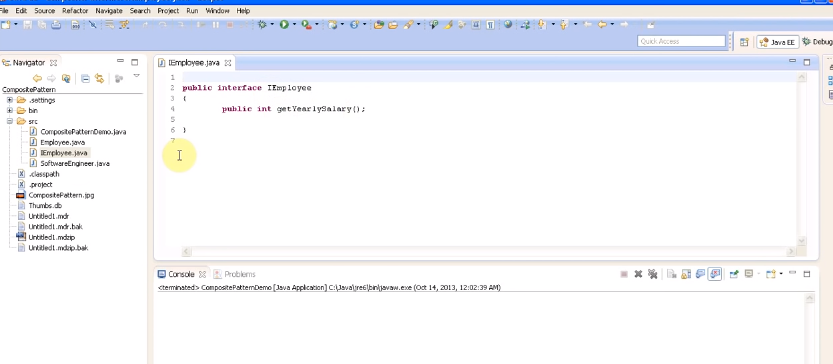 File Edit Source Refactor Navigate Search Project Run Window Help
Quick Access
Java EE
Debug
Navigator
CompositePattern
.settings
bin
src
CompositePatternDemo.java
Employee.java
IEmployee.java
SoftwareEngineer.java
.classpath
.project
CompositePattern.jpg
Thumbs.db
Untitled1.mdr
Untitled1.mdr.bak
Untitled1.mdzip
Untitled1.mdzip.bak
IEmployee.java
1
2 public interface IEmployee
3 {
4 public int getYearlySalary();
5
6 }
7
Console Problems
<terminated> CompositePatternDemo [Java Application] C:\Java\jre6\bin\javaw.exe (Oct 14, 2013, 12:02:39 AM)